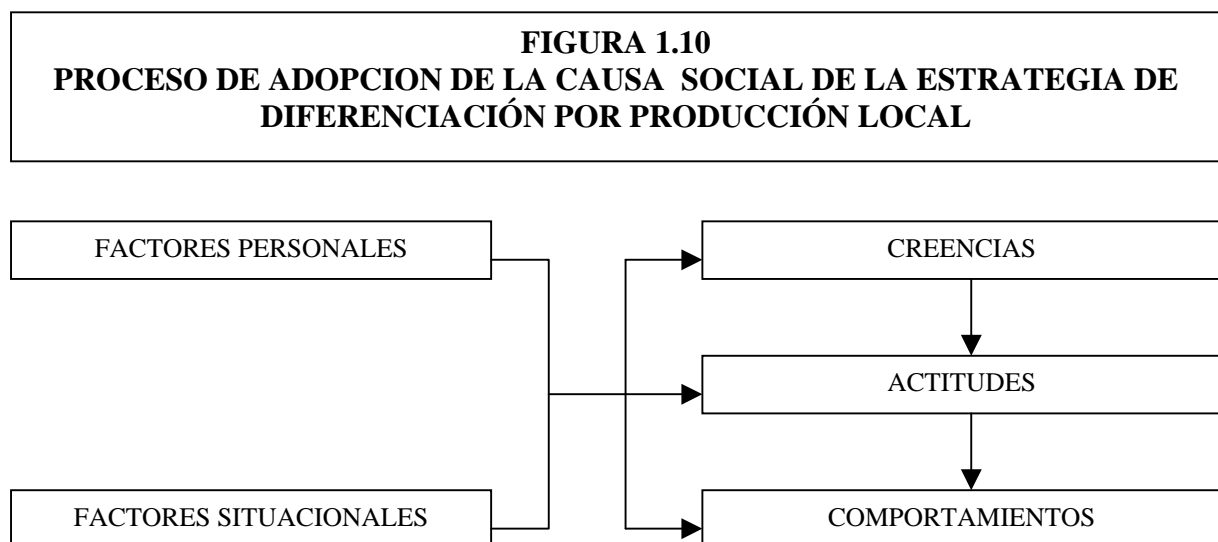 FIGURA 1.10
PROCESO DE ADOPCION DE LA CAUSA SOCIAL DE LA ESTRATEGIA DE
DIFERENCIACIÓN POR PRODUCCIÓN LOCAL
FACTORES PERSONALES
CREENCIAS
ACTITUDES
FACTORES SITUACIONALES
COMPORTAMIENTOS